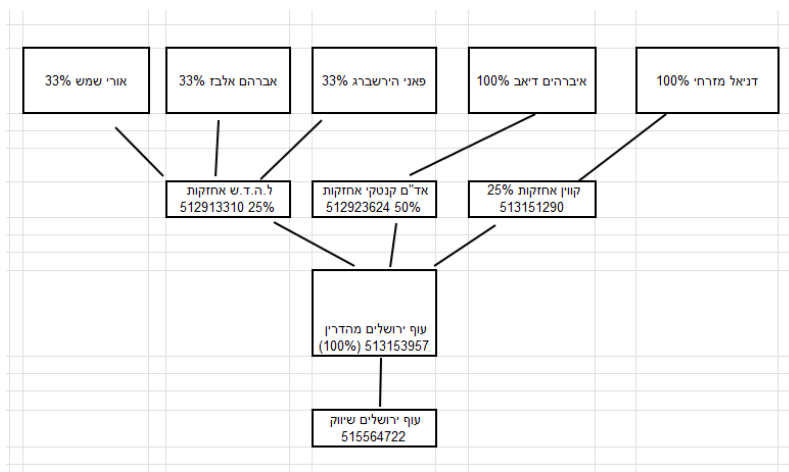 דניאל מזרחי 100%
איברהים דיאב 100%
פאני הירשברג 33%
אברהם אלבז 33%
אורי שמש 33%
קווין אחזקות 25%
513151290
אד"ם קנטקי אחזקות
512923624 50%
ל.ה.ד.ש אחזקות
512913310 25%
עוף ירושלים מהדרין
513153957 (100%)
עוף ירושלים שיווק
515564722